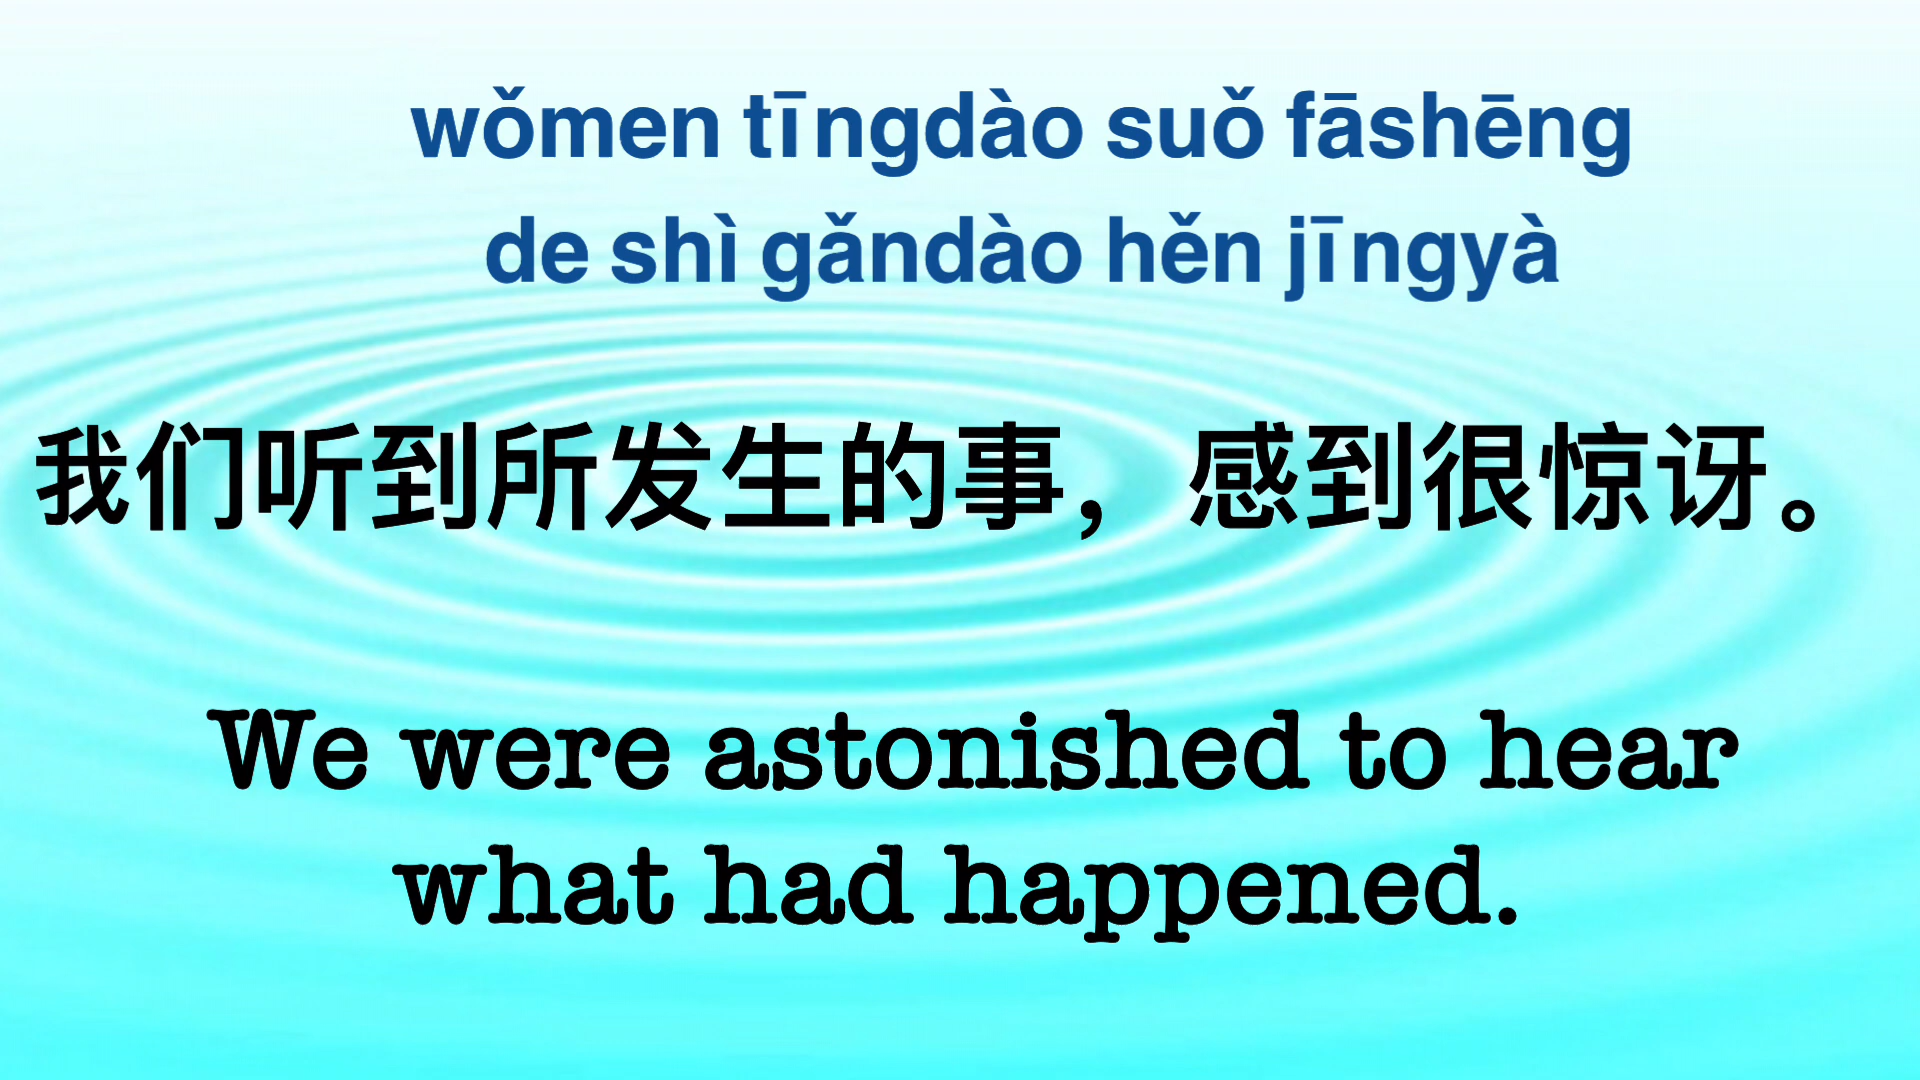 wǒmen tīngdào suǒ fāshēng
de shì gǎndào hěn jīngyà
我们听到所发生的事，感到很惊讶。
We were astonished to hear
what had happened.